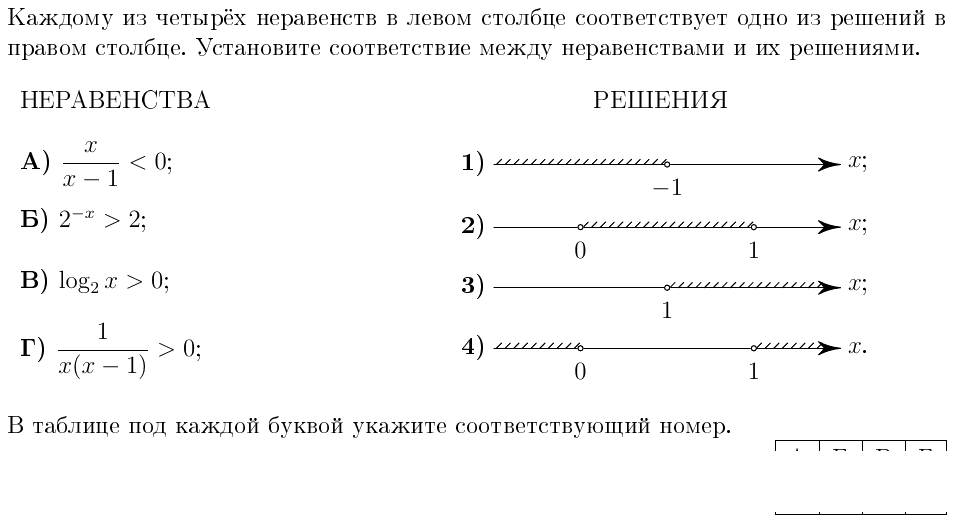 Каждому из четырёх неравенств в левом столбце соответствует одно из решений в
правом столбце. Установите соответствие между неравенствами и их решениями.
НЕРАВЕНСТВА РЕШЕНИЯ
А) x/(x − 1) < 0;
1) −1 x;
Б) 2^{−x} > 2;
2) 0 1 x;
В) log₂ x > 0;
3) 1 x;
Г) 1/(x(x − 1)) > 0;
4) 0 1 x.
В таблице под каждой буквой укажите соответствующий номер.